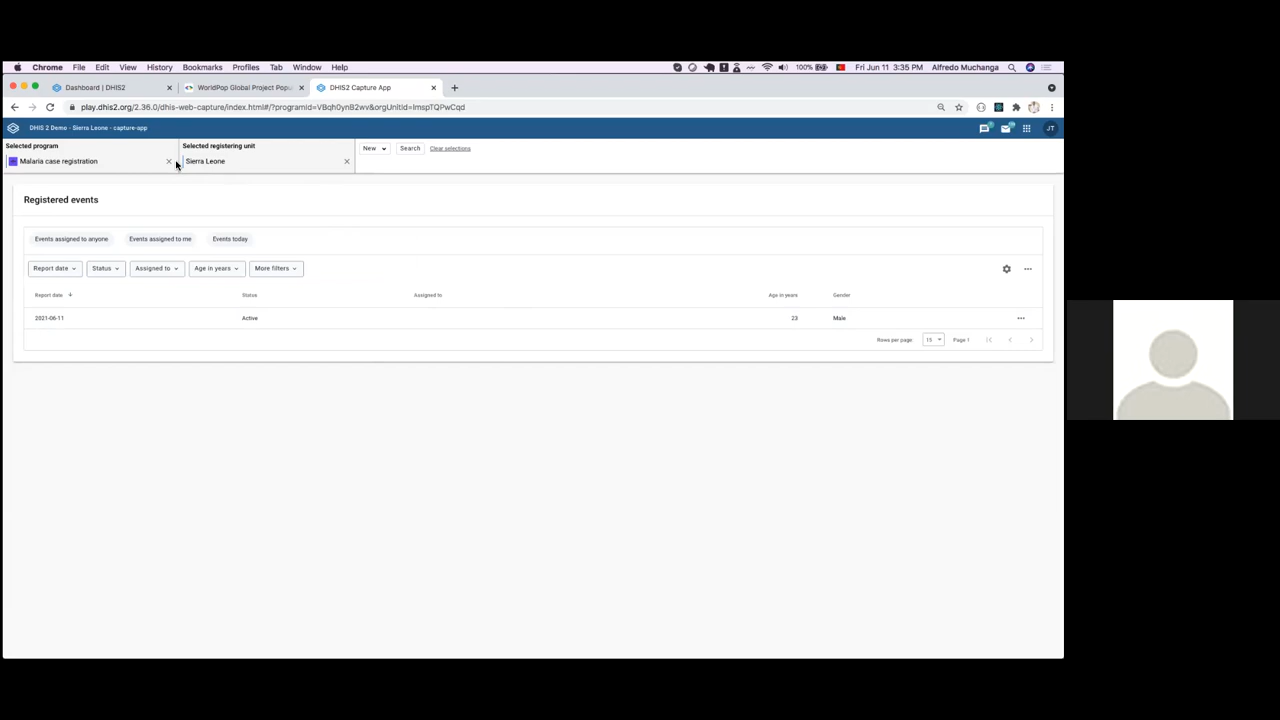 Chrome File Edit View History Bookmarks Profiles Tab Window Help 100% Fri Jun 11 3:35 PM Alfredo Muchanga
Dashboard | DHIS2 WorldPop Global Project Popu DHIS2 Capture App
play.dhis2.org/2.36.0/dhis-web-capture/index.html#/?programId=VBqh0ynB2wv&orgUnitId=ImspTQPwCqd
DHIS 2 Demo - Sierra Leone - capture-app JT
Selected program Selected registering unit
Malaria case registration Sierra Leone New Search Clear selections
Registered events
Events assigned to anyone Events assigned to me Events today
Report date Status Assigned to Age in years More filters
Report date Status Assigned to Age in years Gender
2021-06-11 Active 23 Male
Rows per page 15 Page 1